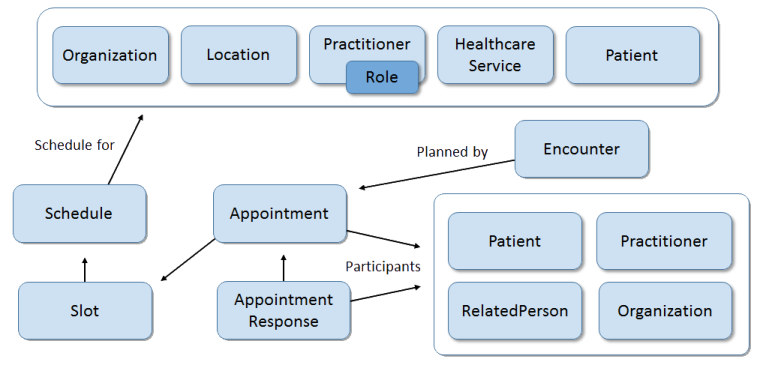 Organization
Location
Practitioner
Role
Healthcare
Service
Patient
Schedule for
Planned by
Encounter
Schedule
Appointment
Patient
Practitioner
Participants
Slot
Appointment
Response
RelatedPerson
Organization